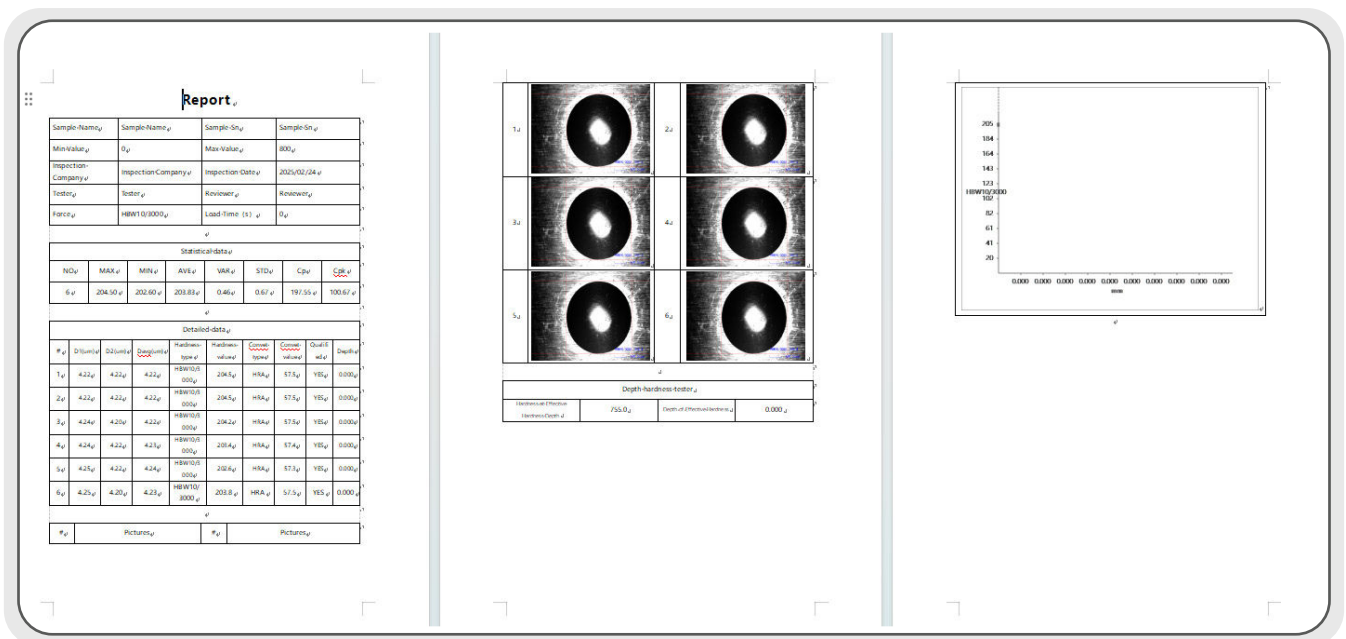 Report
Sample-Name Sample-Name Sample-Sn Sample-Sn
Min-Value 0 Max-Value 800
Inspection-Company Inspection-Company Inspection-Date 2025/02/24
Tester Tester Reviewer Reviewer
Force HBW10/3000 Load-Time (s) 0
Statistical-data
NO MAX MIN AVE VAR STD Cp Cpk
6 204.50 202.60 203.83 0.46 0.67 197.55 100.67
Detailed-data
# D1(um) D2(um) Davg(um) Hardness-type Hardness-value Convet-type Convet-value Qualified Depth
1 4.22 4.22 4.22 HBW10/3000 204.5 HRA 57.5 YES 0.000
2 4.22 4.22 4.22 HBW10/3000 204.5 HRA 57.5 YES 0.000
3 4.24 4.20 4.22 HBW10/3000 204.2 HRA 57.5 YES 0.000
4 4.24 4.22 4.23 HBW10/3000 203.4 HRA 57.4 YES 0.000
5 4.25 4.22 4.24 HBW10/3000 202.6 HRA 57.3 YES 0.000
6 4.25 4.20 4.23 HBW10/3000 203.8 HRA 57.5 YES 0.000
# Pictures # Pictures
1 2
3 4
5 6
Depth-hardness-tester
Hardness at Effective Hardness Depth 755.0 Depth of Effective Hardness 0.000
205
184
164
143
123
HBW10/3000
102
82
61
41
20
0.000 0.000 0.000 0.000 0.000 0.000 0.000 0.000 0.000 0.000
mm